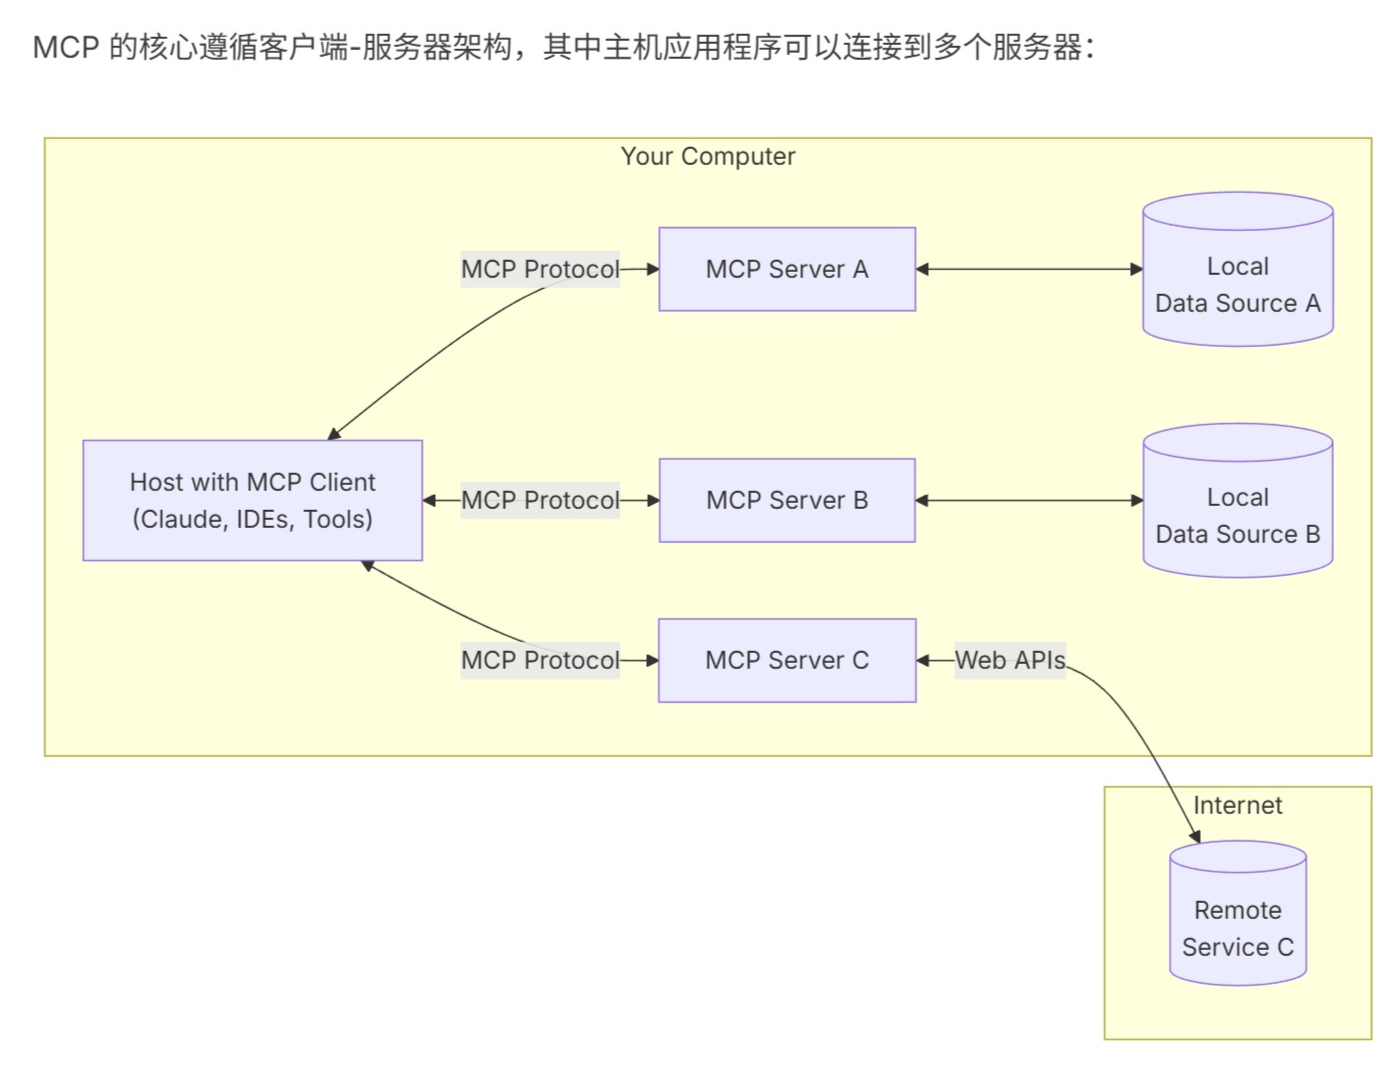 MCP 的核心遵循客户端-服务器架构，其中主机应用程序可以连接到多个服务器：
Your Computer
MCP Protocol
MCP Server A
Local
Data Source A
Host with MCP Client
(Claude, IDEs, Tools)
MCP Protocol
MCP Server B
Local
Data Source B
MCP Protocol
MCP Server C
Web APIs
Internet
Remote
Service C